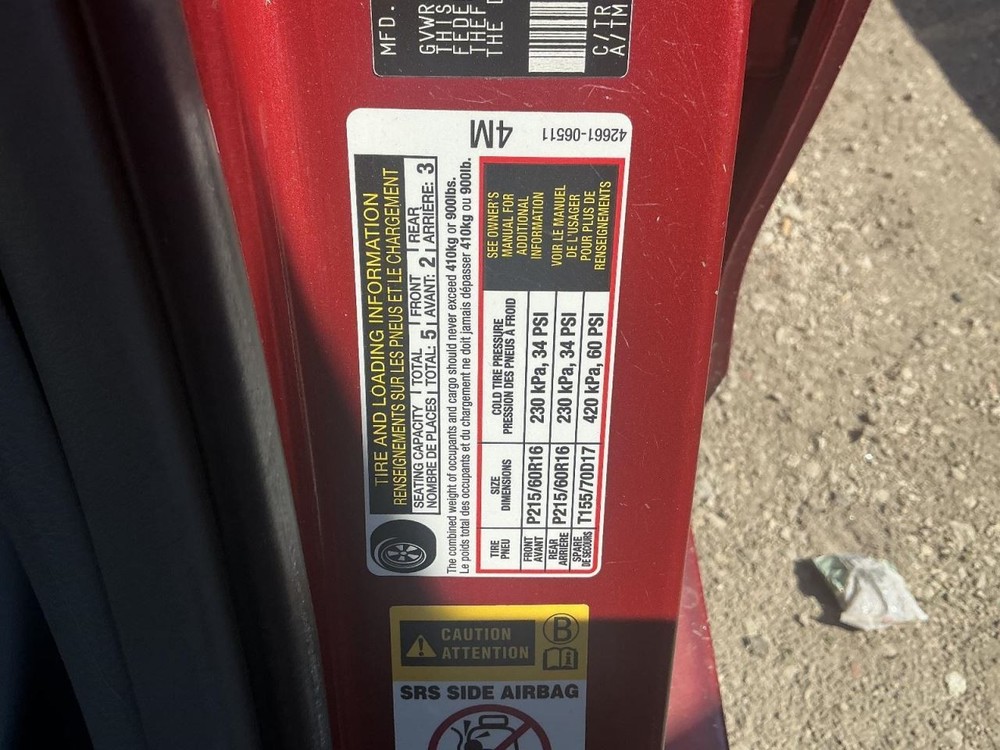 MFD.
GVWR
THIS
FEDE
THEF
THE D
C/TR
A/TM
4M
42661-06511
TIRE AND LOADING INFORMATION
RENSEIGNEMENTS SUR LES PNEUS ET LE CHARGEMENT
SEATING CAPACITY | TOTAL 5 | FRONT 2 | REAR 3
NOMBRE DE PLACES | TOTAL: | AVANT: | ARRIÈRE:
The combined weight of occupants and cargo should never exceed 410kg or 900lbs.
Le poids total des occupants et du chargement ne doit jamais dépasser 410kg ou 900lb.
TIRE SIZE COLD TIRE PRESSURE
PNEU DIMENSIONS PRESSION DES PNEUS À FROID
FRONT
AVANT P215/60R16 230 kPa, 34 PSI
REAR
ARRIÈRE P215/60R16 230 kPa, 34 PSI
SPARE
DE SECOURS T155/70D17 420 kPa, 60 PSI
SEE OWNER'S
MANUAL FOR
ADDITIONAL
INFORMATION
VOIR LE MANUEL
DE L'USAGER
POUR PLUS DE
RENSEIGNEMENTS
CAUTION
ATTENTION
B
i
SRS SIDE AIRBAG